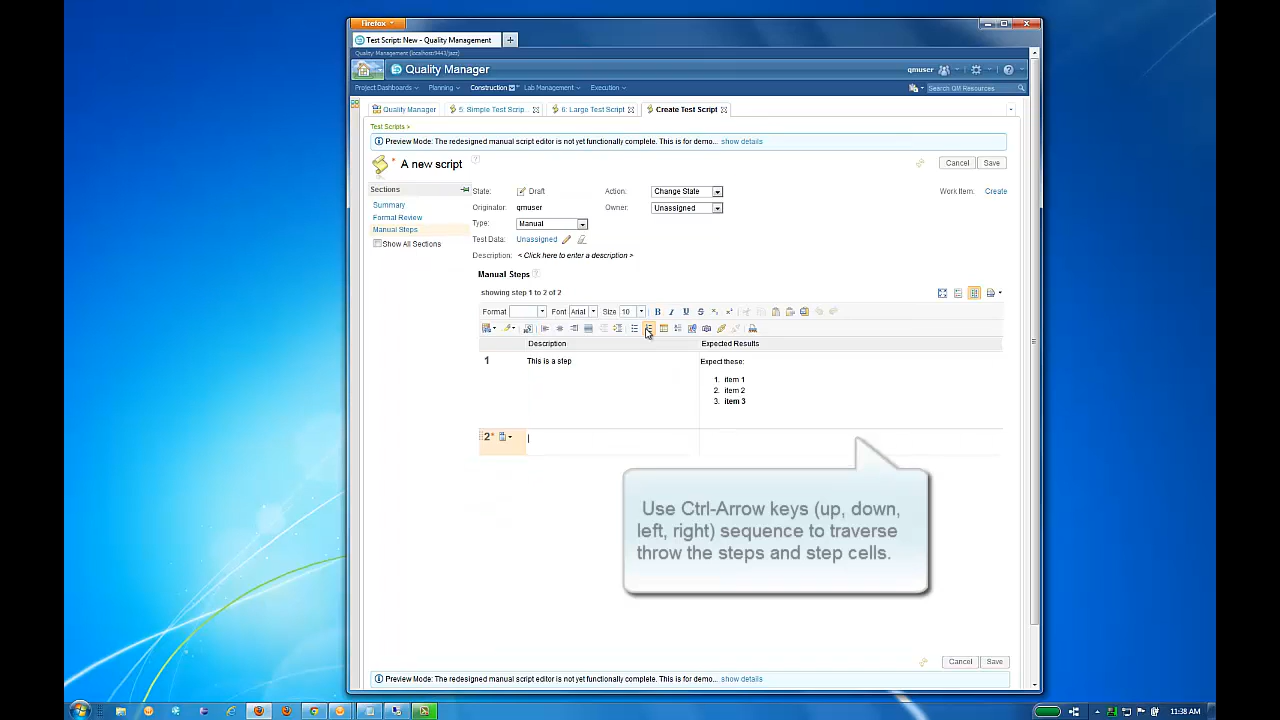 Firefox
Test Script: New - Quality Management
Quality Management (localhost:9443/jazz)
Quality Manager
qmuser
Project Dashboards
Planning
Construction
Lab Management
Execution
Search QM Resources
Quality Manager
5: Simple Test Scrip...
6: Large Test Script
Create Test Script
Test Scripts >
Preview Mode: The redesigned manual script editor is not yet functionally complete. This is for demo... show details
* A new script
Cancel
Save
Sections
Summary
Formal Review
Manual Steps
Show All Sections
State: Draft
Action: Change State
Work Item: Create
Originator: qmuser
Owner: Unassigned
Type: Manual
Test Data: Unassigned
Description: < Click here to enter a description >
Manual Steps
showing step 1 to 2 of 2
Format
Font Arial
Size 10
Description
Expected Results
1
This is a step
Expect these:
1. item 1
2. item 2
3. item 3
2*
Use Ctrl-Arrow keys (up, down,
left, right) sequence to traverse
throw the steps and step cells.
Cancel
Save
Preview Mode: The redesigned manual script editor is not yet functionally complete. This is for demo... show details
11:38 AM